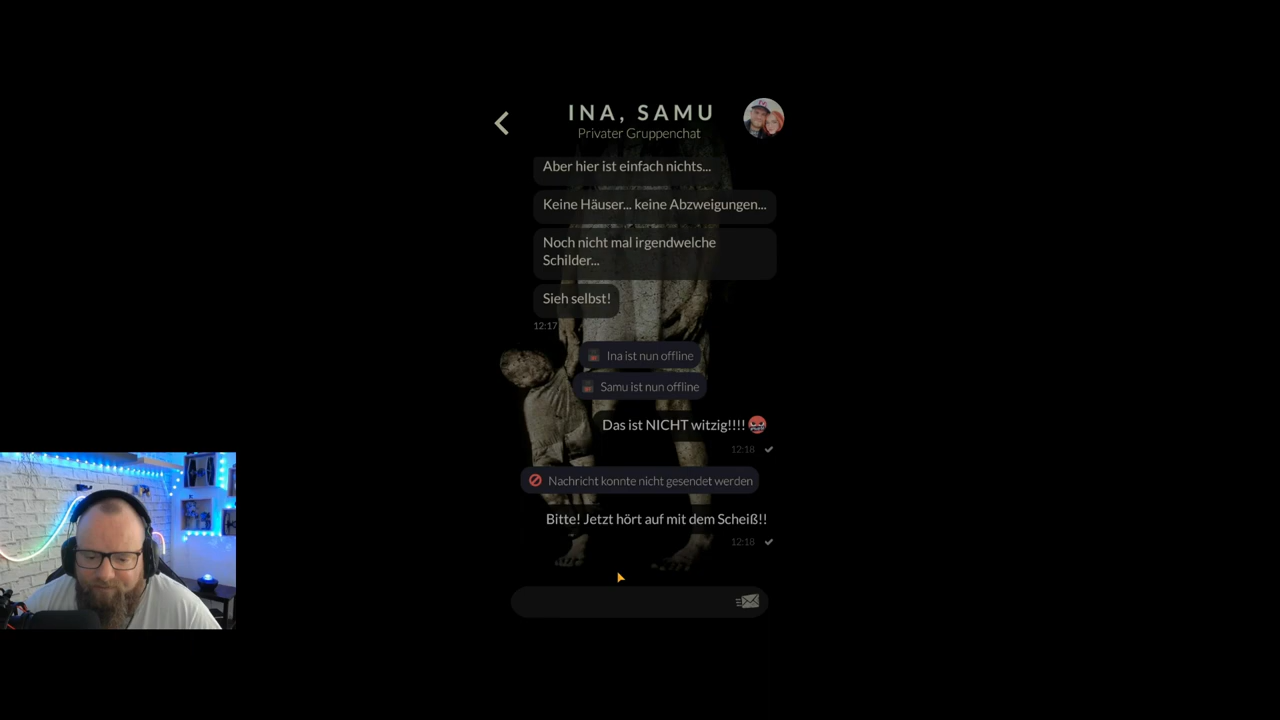 INA, SAMU
Privater Gruppenchat
Aber hier ist einfach nichts...
Keine Häuser... keine Abzweigungen...
Noch nicht mal irgendwelche
Schilder...
Sieh selbst!
12:17
Ina ist nun offline
Samu ist nun offline
Das ist NICHT witzig!!!!
12:18
Nachricht konnte nicht gesendet werden
Bitte! Jetzt hört auf mit dem Scheiß!!
12:18